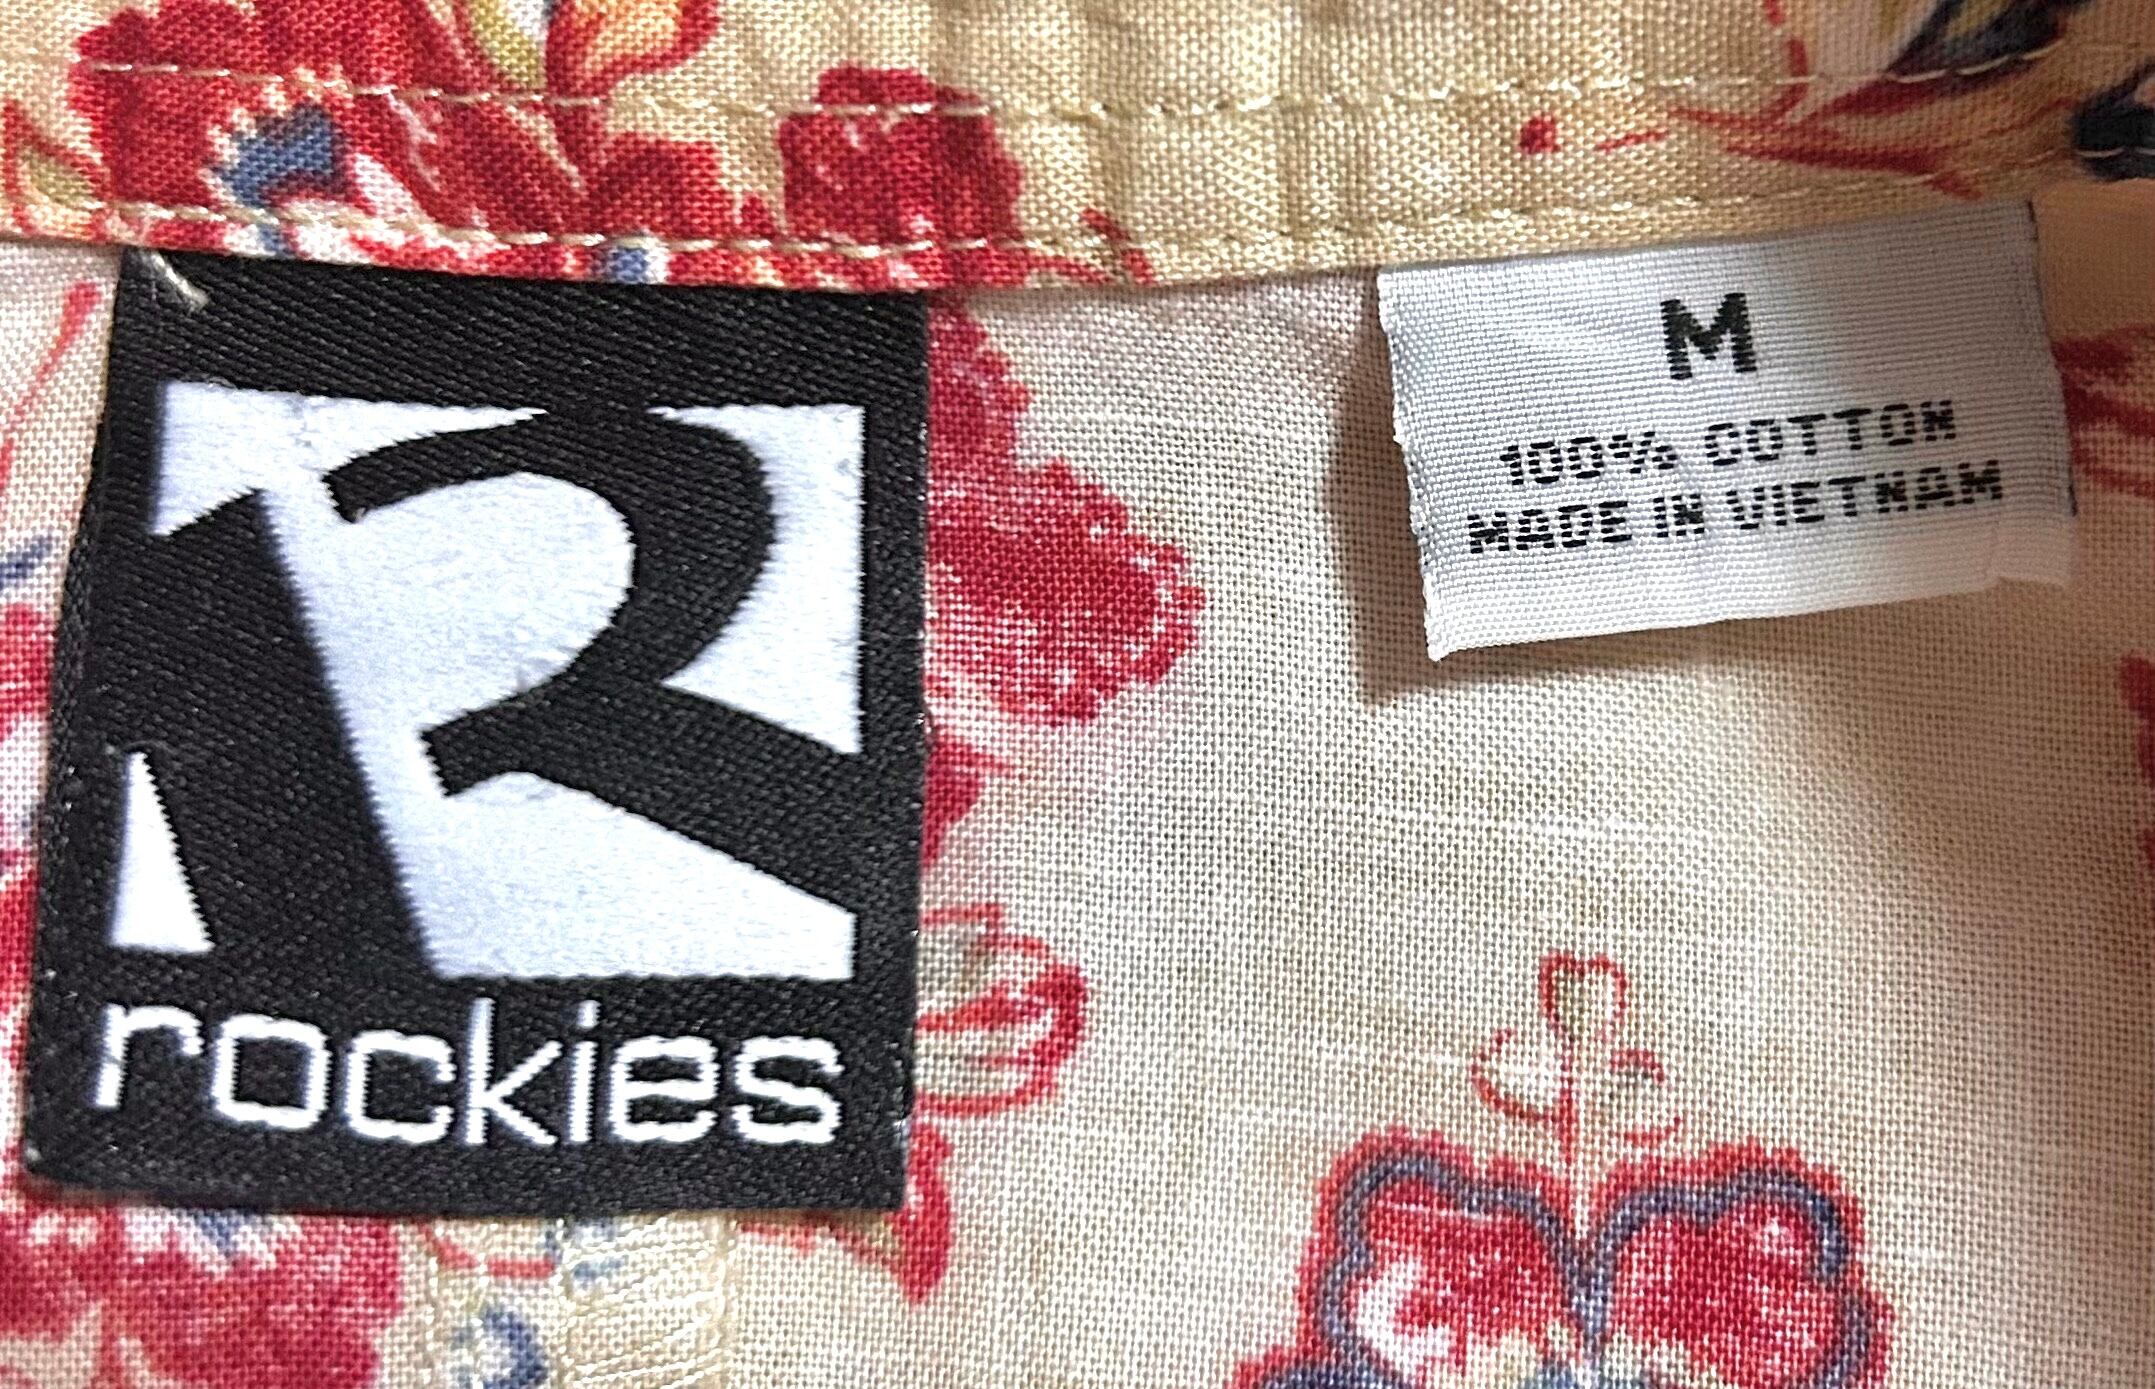 R
rockies
M
100% COTTON
MADE IN VIETNAM